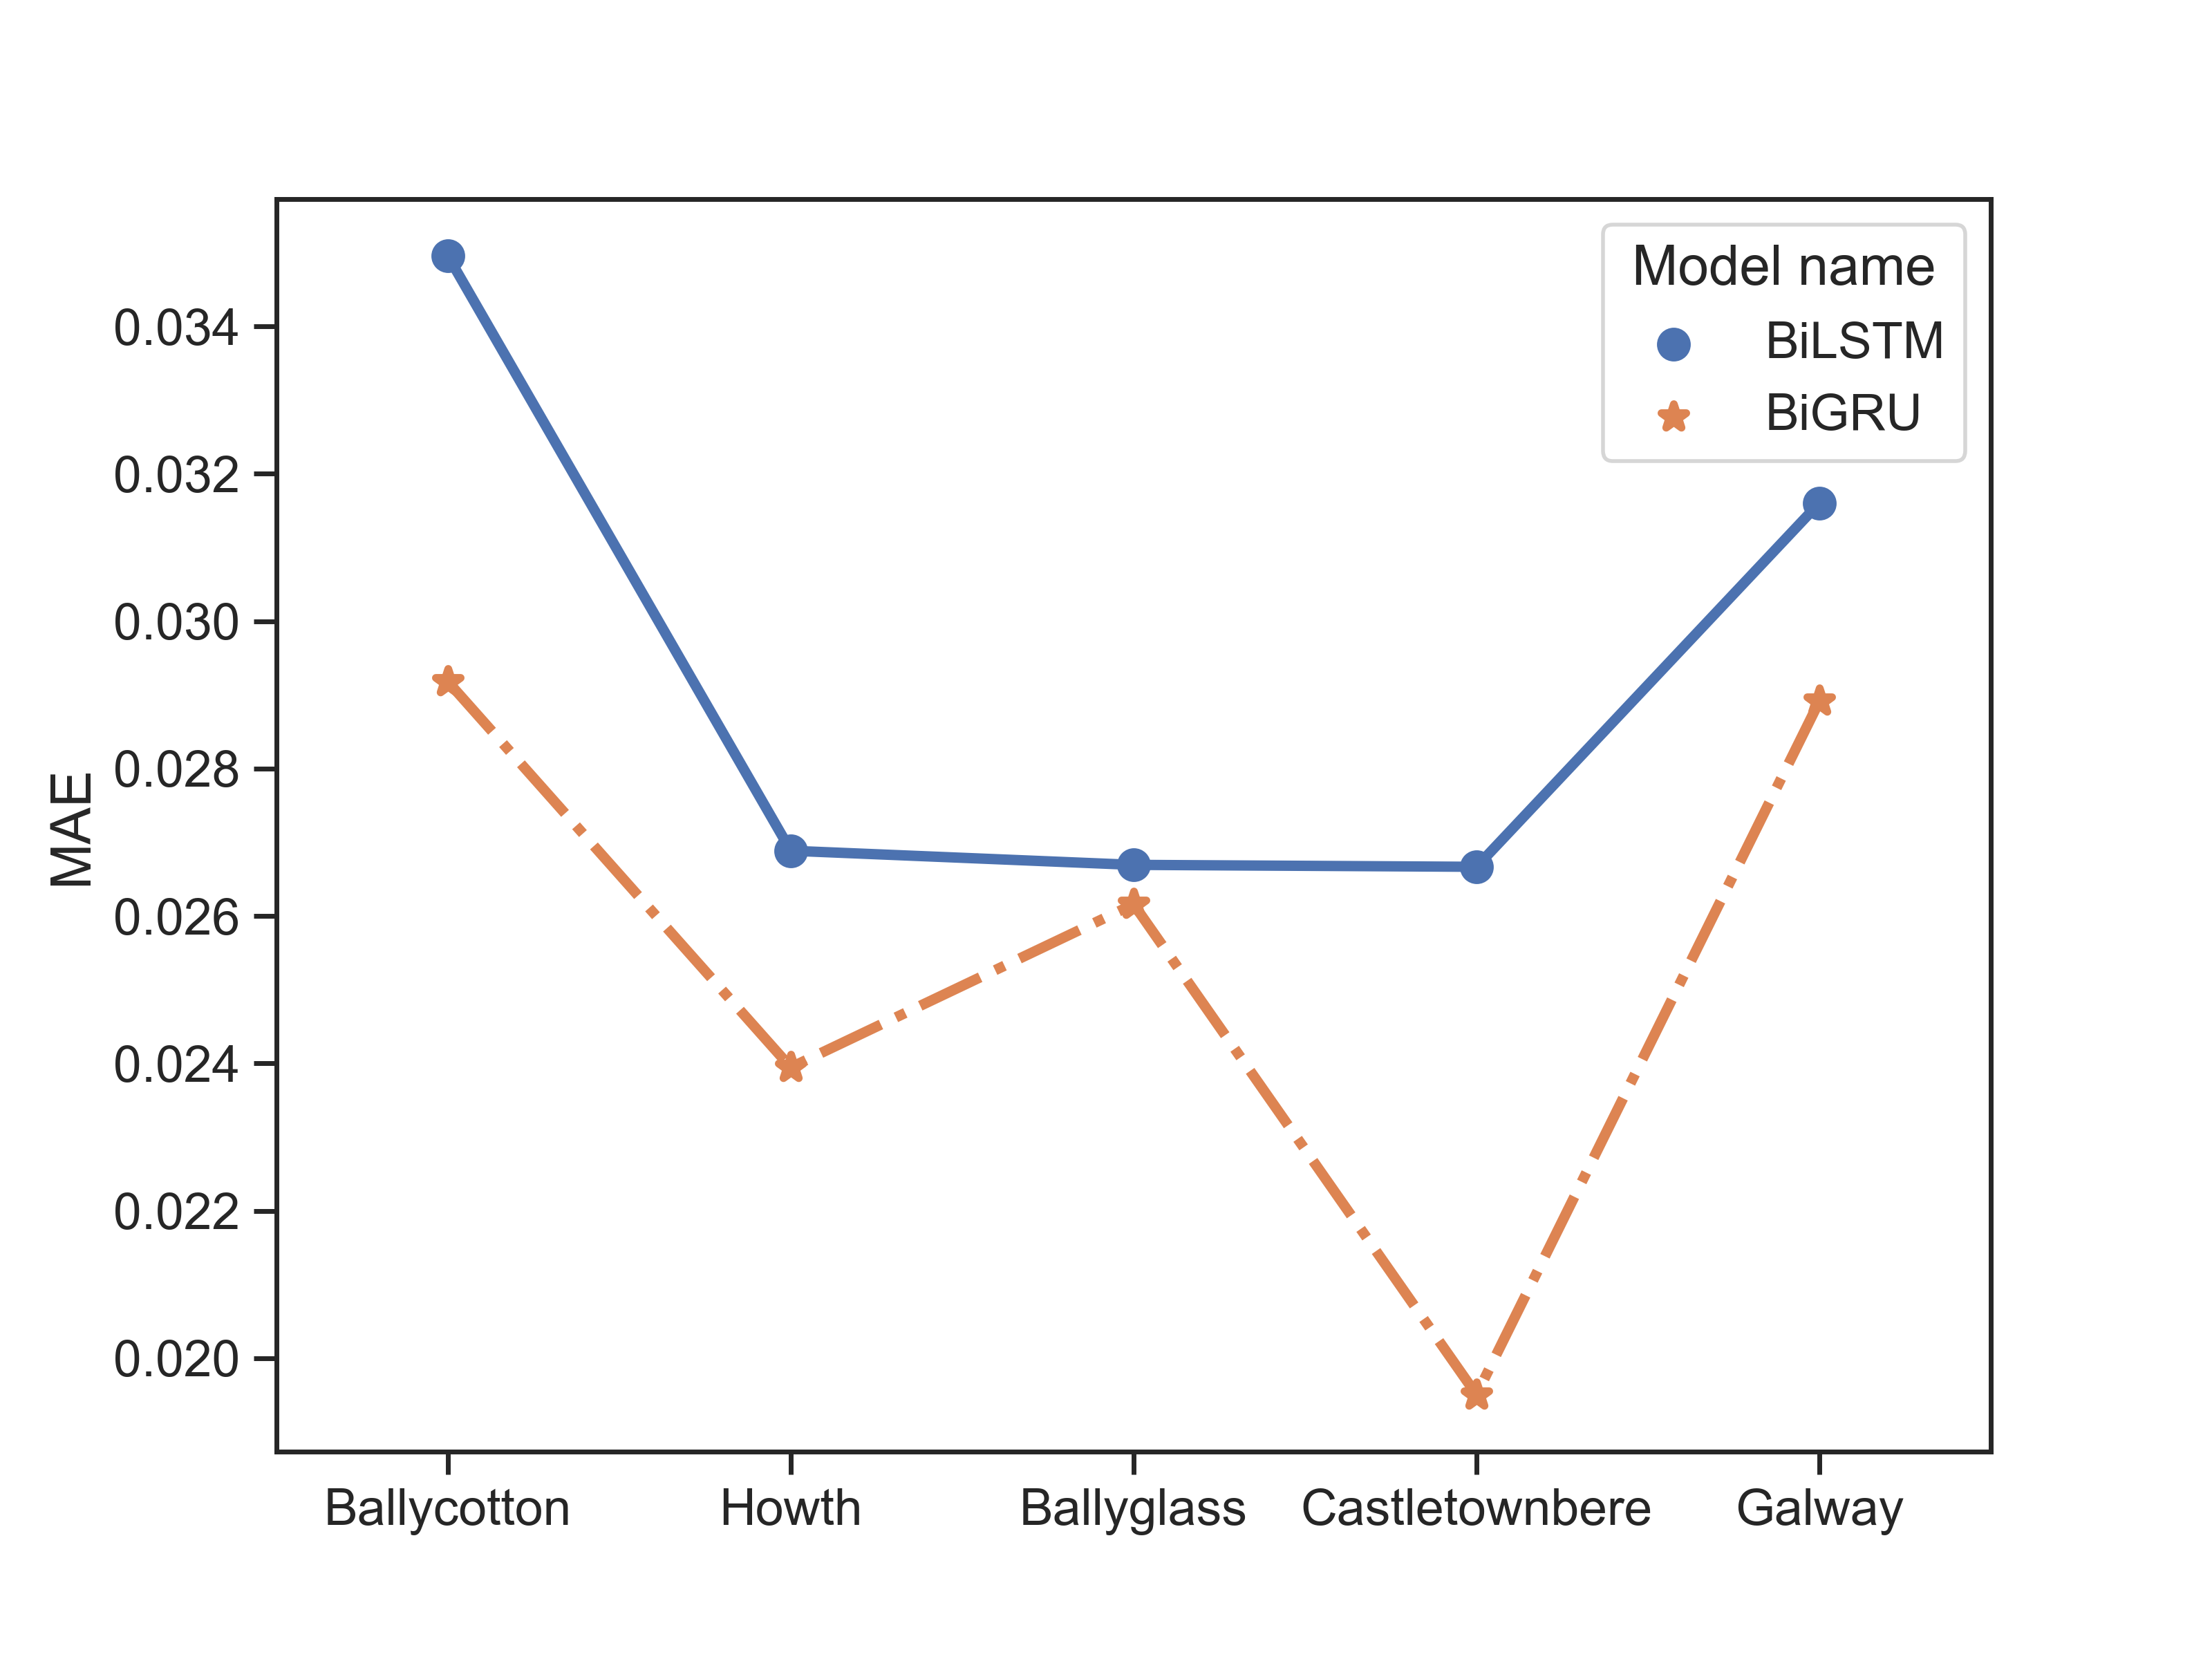 Model name
BiLSTM
BiGRU
MAE
0.034
0.032
0.030
0.028
0.026
0.024
0.022
0.020
Ballycotton Howth Ballyglass Castletownbere Galway